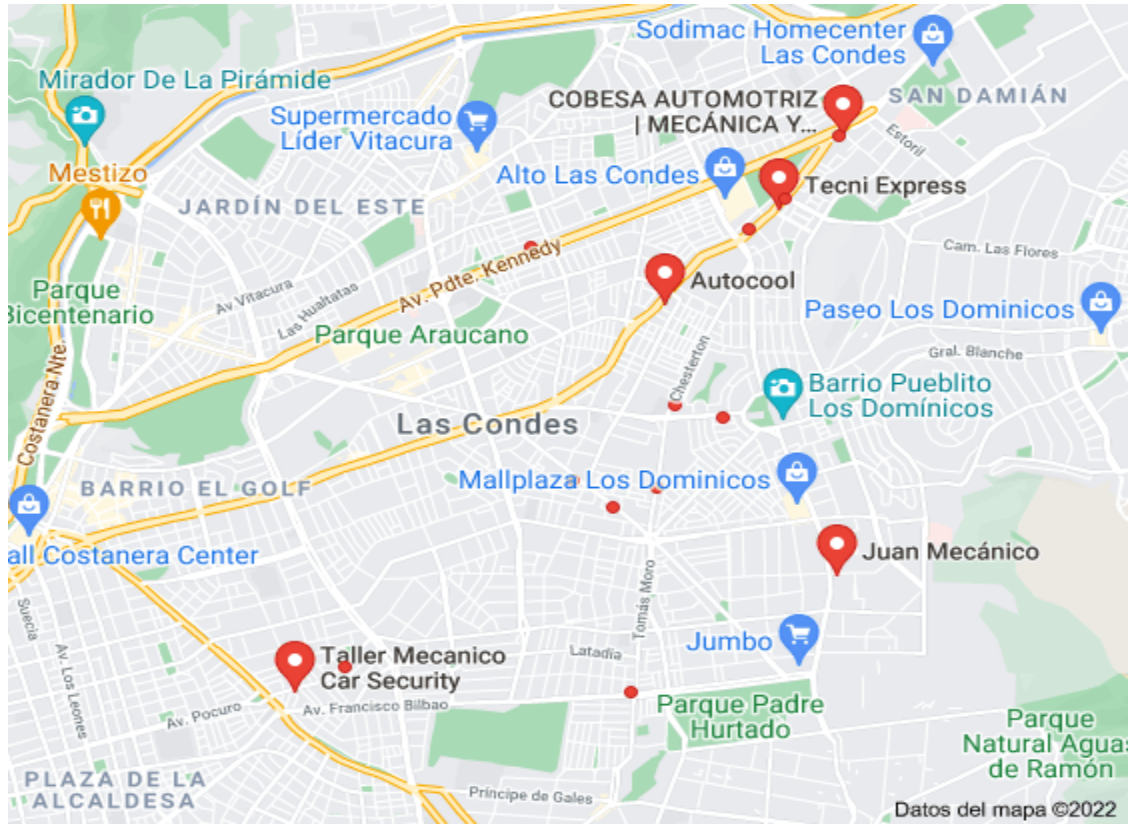 Sodimac Homecenter
Las Condes
Mirador De La Pirámide
COBESA AUTOMOTRIZ
| MECÁNICA Y...
SAN DAMIÁN
Supermercado
Líder Vitacura
Estoril
Mestizo
Alto Las Condes
Tecni Express
JARDÍN DEL ESTE
Av. Pdte. Kennedy
Cam. Las Flores
Parque
Bicentenario
Av Vitacura
Las Hualtatas
Autocool
Paseo Los Dominicos
Parque Araucano
Gral. Blanche
Costanera Nte.
Chesterton
Barrio Pueblito
Los Domínicos
Las Condes
Mallplaza Los Dominicos
BARRIO EL GOLF
all Costanera Center
Juan Mecánico
Suecia
Av. Los Leones
Tomás Moro
Jumbo
Taller Mecanico
Car Security
Latadía
Av. Pocuro
Av. Francisco Bilbao
Parque Padre
Hurtado
Parque
Natural Aguas
de Ramón
PLAZA DE LA
ALCALDESA
Príncipe de Gales
Datos del mapa ©2022